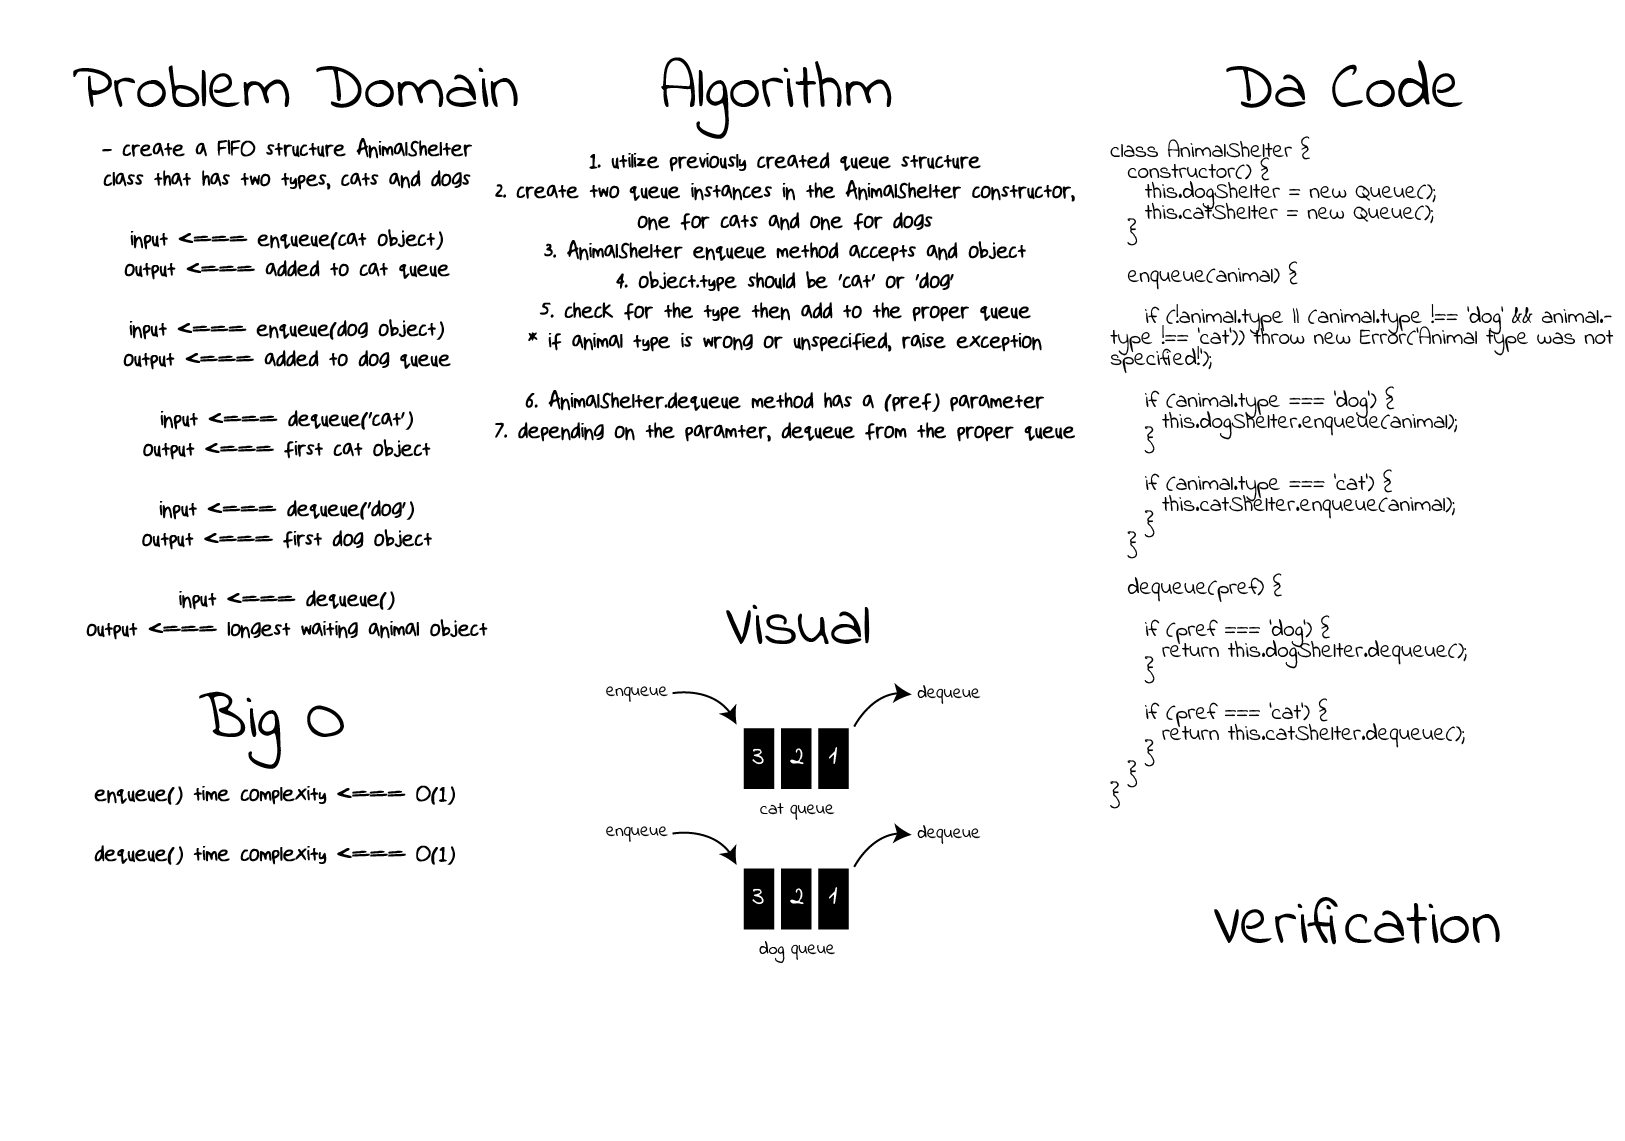 Problem Domain
- create a FIFO structure AnimalShelter
class that has two types, cats and dogs
input <==== enqueue(cat object)
output <==== added to cat queue
input <==== enqueue(dog object)
output <==== added to dog queue
input <==== dequeue('cat')
output <==== first cat object
input <==== dequeue('dog')
output <==== first dog object
input <==== dequeue()
output <==== longest waiting animal object
Big O
enqueue() time complexity <==== O(1)
dequeue() time complexity <==== O(1)
Algorithm
1. utilize previously created queue structure
2. create two queue instances in the AnimalShelter constructor,
one for cats and one for dogs
3. AnimalShelter enqueue method accepts and object
4. object.type should be 'cat' or 'dog'
5. check for the type then add to the proper queue
* if animal type is wrong or unspecified, raise exception
6. AnimalShelter.dequeue method has a (pref) parameter
7. depending on the paramter, dequeue from the proper queue
Visual
enqueue
dequeue
3 2 1
cat queue
enqueue
dequeue
3 2 1
dog queue
Da Code
class AnimalShelter {
constructor() {
this.dogShelter = new Queue();
this.catShelter = new Queue();
}
enqueue(animal) {
if (!animal.type || (animal.type !== 'dog' && animal.-
type !== 'cat')) throw new Error('Animal type was not
specified!');
if (animal.type === 'dog') {
this.dogShelter.enqueue(animal);
}
if (animal.type === 'cat') {
this.catShelter.enqueue(animal);
}
}
dequeue(pref) {
if (pref === 'dog') {
return this.dogShelter.dequeue();
}
if (pref === 'cat') {
return this.catShelter.dequeue();
}
}
}
Verification